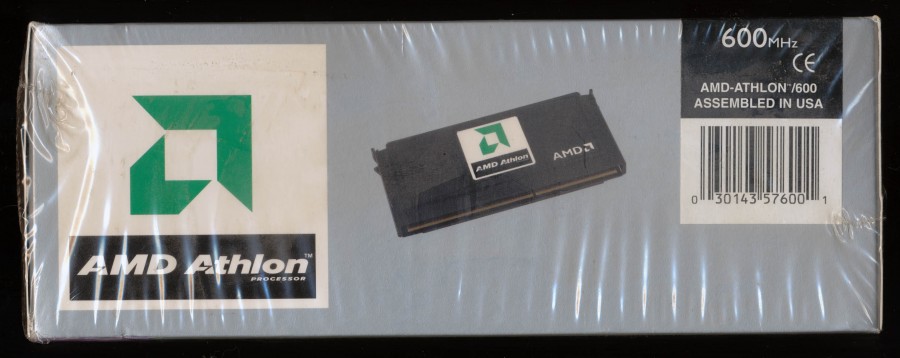 AMD Athlon™
PROCESSOR
AMD Athlon
AMD
600MHz
CE
AMD-ATHLON™/600
ASSEMBLED IN USA
0 30143 57600 1